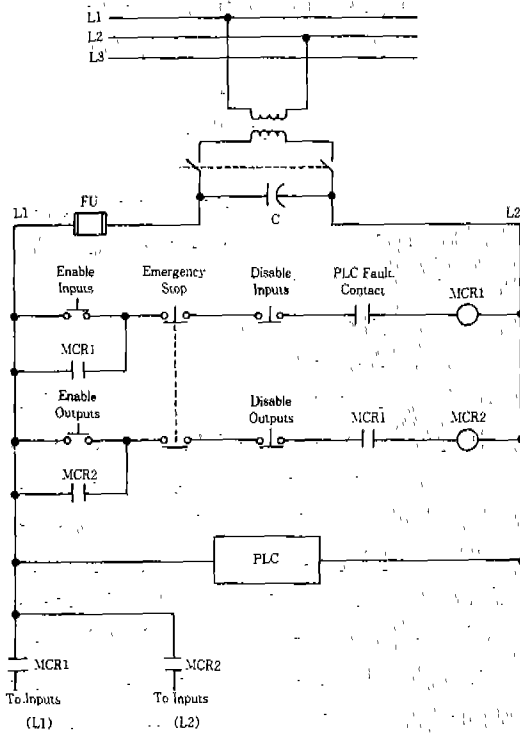 L1
L2
L3
L1
FU
C
L2
Enable
Inputs
Emergency
Stop
Disable
Inputs
PLC Fault
Contact
MCR1
MCR1
Enable
Outputs
Disable
Outputs
MCR1
MCR2
MCR2
PLC
MCR1
MCR2
To Inputs
To Inputs
(L1)
(L2)